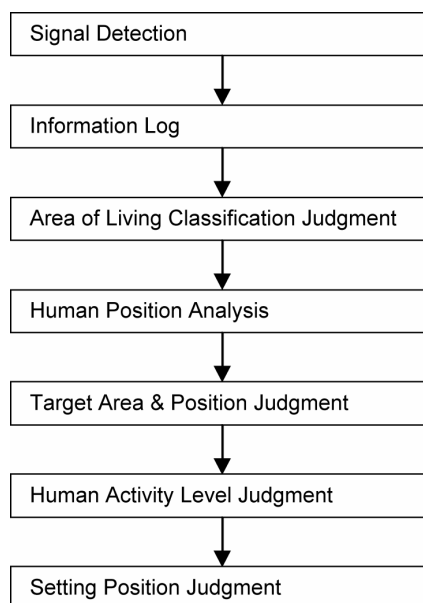 Signal Detection
Information Log
Area of Living Classification Judgment
Human Position Analysis
Target Area & Position Judgment
Human Activity Level Judgment
Setting Position Judgment